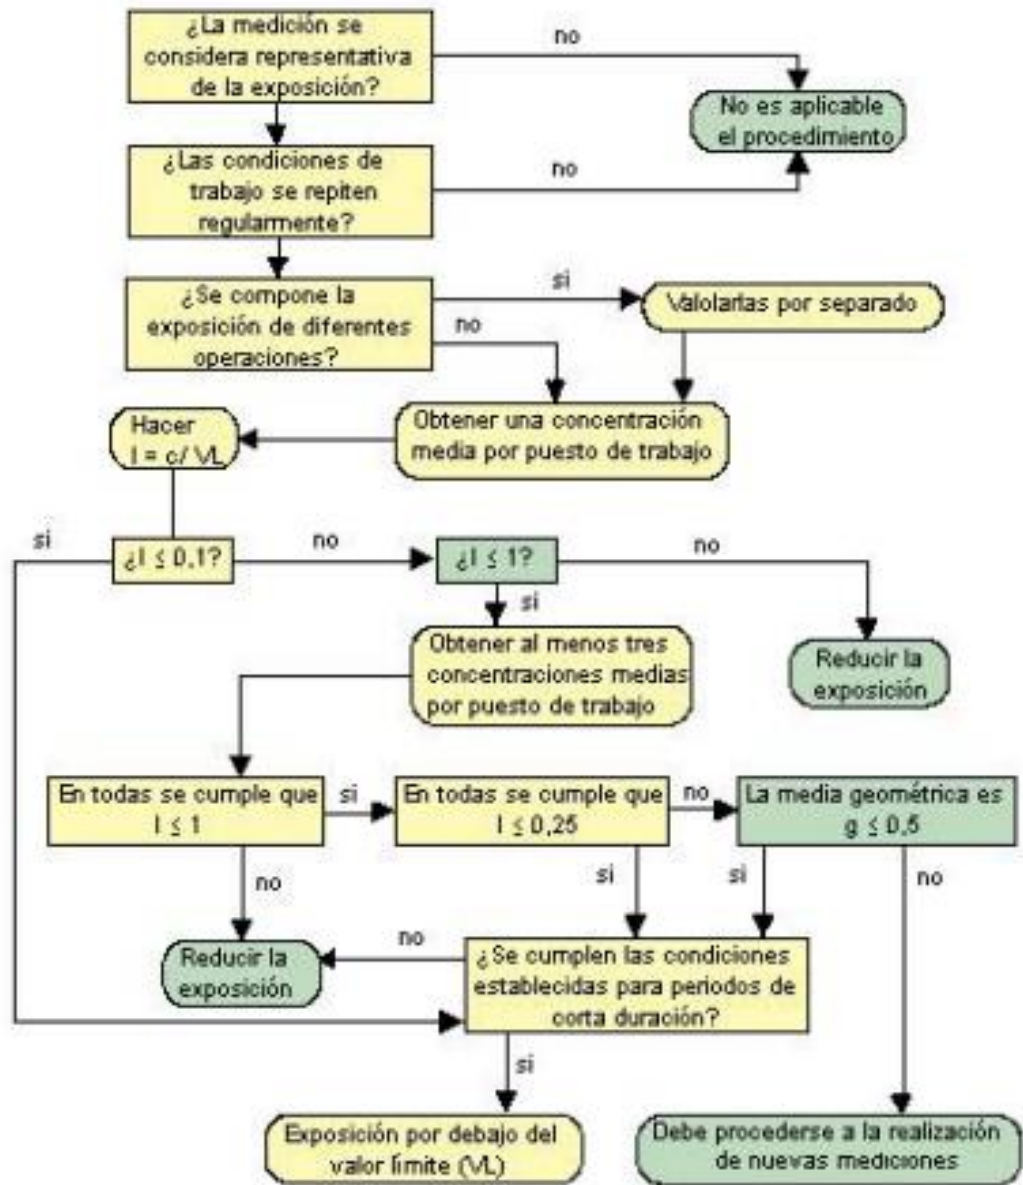 ¿La medición se
considera representativa
de la exposición?
no
No es aplicable
el procedimiento
¿Las condiciones de
trabajo se repiten
regularmente?
no
¿Se compone la
exposición de diferentes
operaciones?
si
no
Valolarlas por separado
Obtener una concentración
media por puesto de trabajo
Hacer
I = c/ VL
si
¿I ≤ 0,1?
no
¿I ≤ 1?
no
si
Obtener al menos tres
concentraciones medias
por puesto de trabajo
Reducir la
exposición
En todas se cumple que
I ≤ 1
si
En todas se cumple que
I ≤ 0,25
no
La media geométrica es
g ≤ 0,5
no
si
si
no
Reducir la
exposición
no
¿Se cumplen las condiciones
establecidas para periodos de
corta duración?
si
Exposición por debajo del
valor límite (VL)
Debe procederse a la realización
de nuevas mediciones